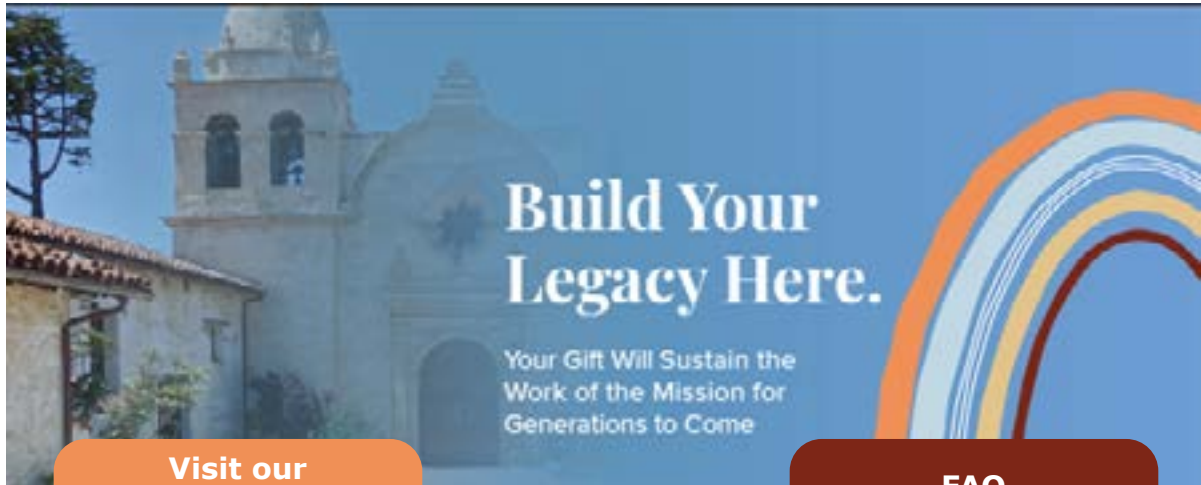 Build Your
Legacy Here.
Your Gift Will Sustain the
Work of the Mission for
Generations to Come
Visit our
FAQ